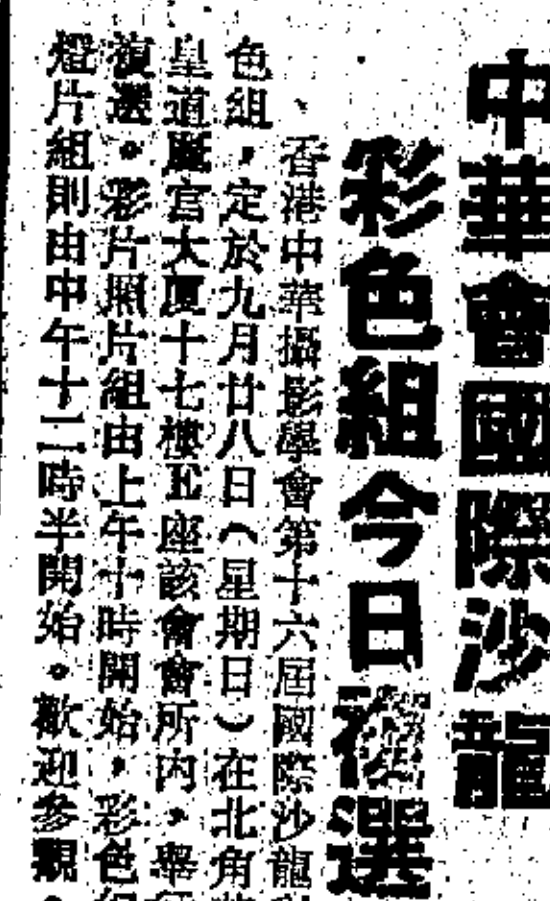 中華會國際沙龍
彩色組今日複選
香港中華攝影學會第十六屆國際沙龍
色組,定於九月廿八日(星期日)在北角
皇道麗宮大廈十七樓E座該會會所內,舉
複選。彩片照片組由上午十時開始,彩色
燈片組則由中午十二時半開始。歡迎參觀。